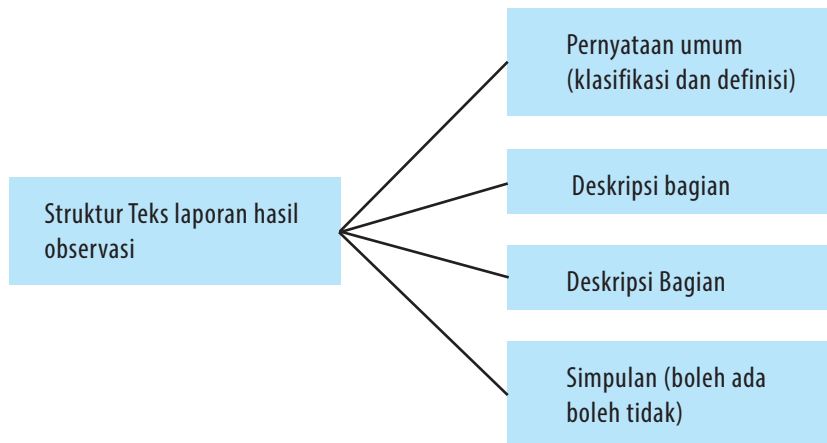 Struktur Teks laporan hasil
observasi
Pernyataan umum
(klasifikasi dan definisi)
Deskripsi bagian
Deskripsi Bagian
Simpulan (boleh ada
boleh tidak)